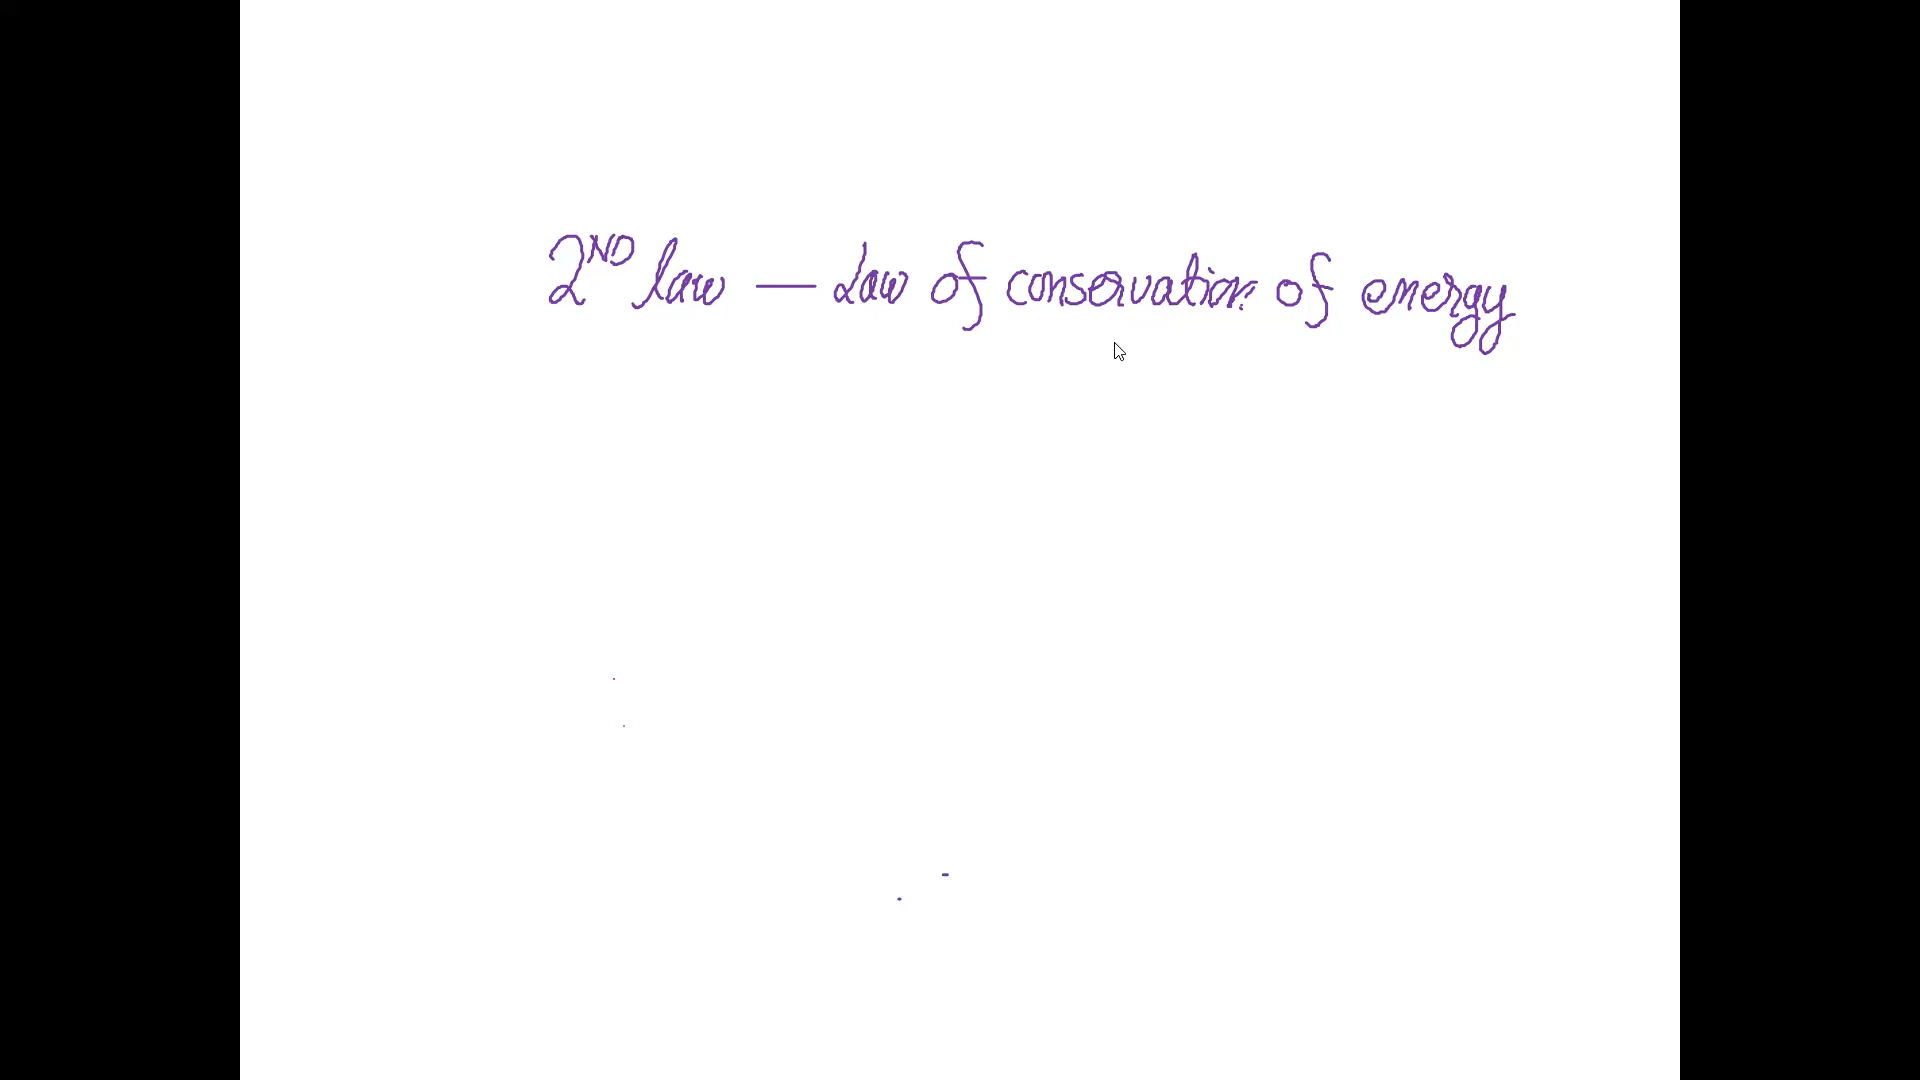 2ND law — Law of conservation of energy